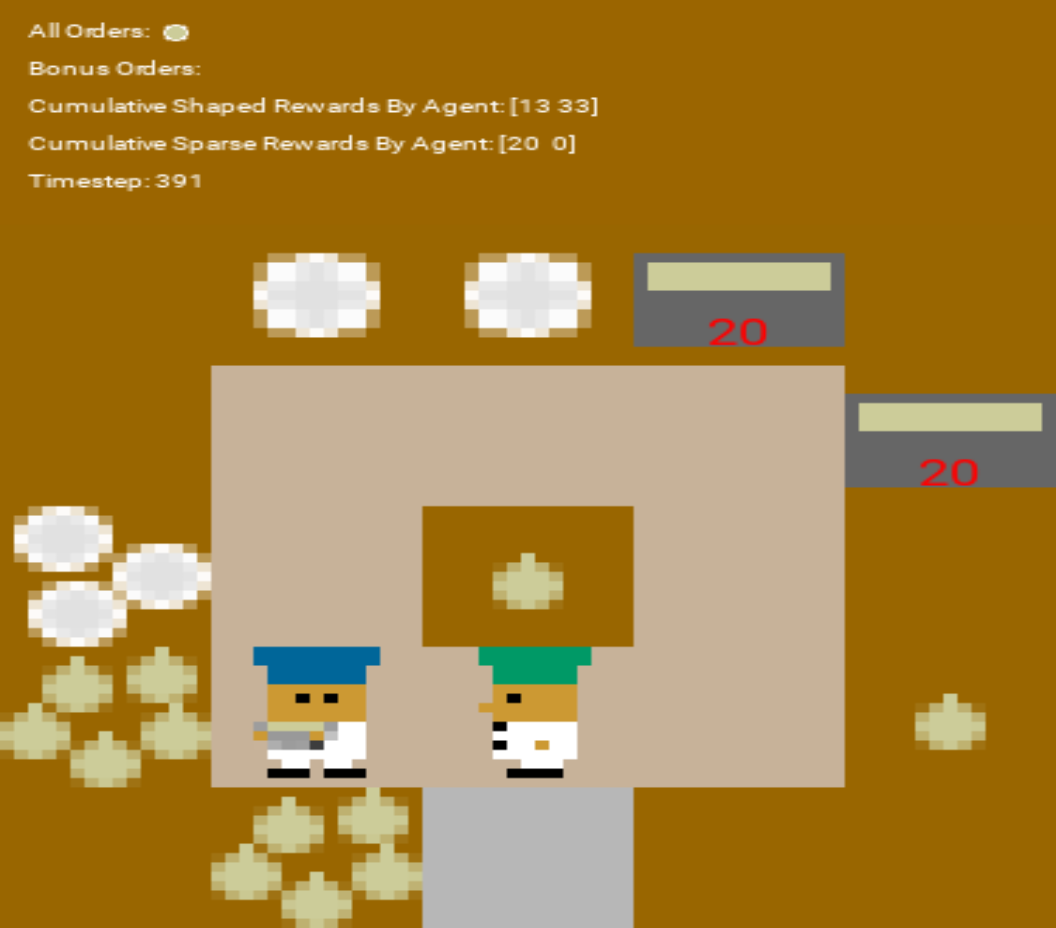 All Orders:
Bonus Orders:
Cumulative Shaped Rewards By Agent: [13 33]
Cumulative Sparse Rewards By Agent: [20  0]
Timestep: 391
20
20